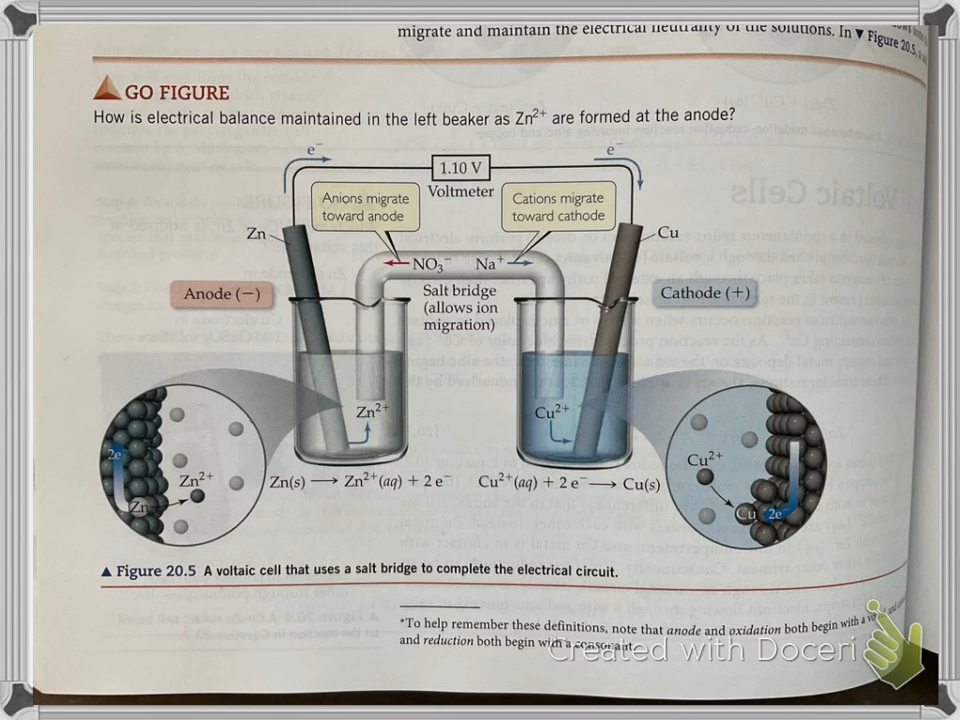 migrate and maintain the electrical neutrality of the solutions. In ▼ Figure 20.5, a
GO FIGURE
How is electrical balance maintained in the left beaker as Zn²⁺ are formed at the anode?
e⁻
e⁻
1.10 V
Voltmeter
Anions migrate
toward anode
Cations migrate
toward cathode
Zn
Cu
NO₃⁻ Na⁺
Anode (−)
Salt bridge
(allows ion
migration)
Cathode (+)
Zn²⁺
Cu²⁺
2e⁻
Zn²⁺
Zn
Zn(s) ⟶ Zn²⁺(aq) + 2 e⁻
Cu²⁺(aq) + 2 e⁻ ⟶ Cu(s)
Cu²⁺
Cu
2e⁻
▲ Figure 20.5 A voltaic cell that uses a salt bridge to complete the electrical circuit.
*To help remember these definitions, note that anode and oxidation both begin with a
and reduction both begin with a consonant.
Created with Doceri